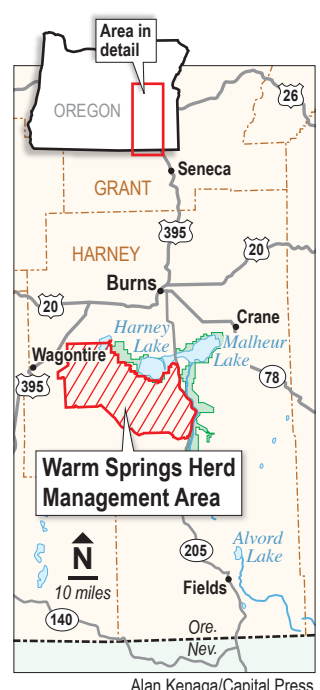 Area in
detail
OREGON
26
Seneca
GRANT
395
HARNEY
20
Burns
20
Crane
Harney
Lake
Malheur
Lake
Wagontire
395
78
Warm Springs Herd
Management Area
N
10 miles
205
Alvord
Lake
Fields
140
Ore.
Nev.
Alan Kenaga/Capital Press